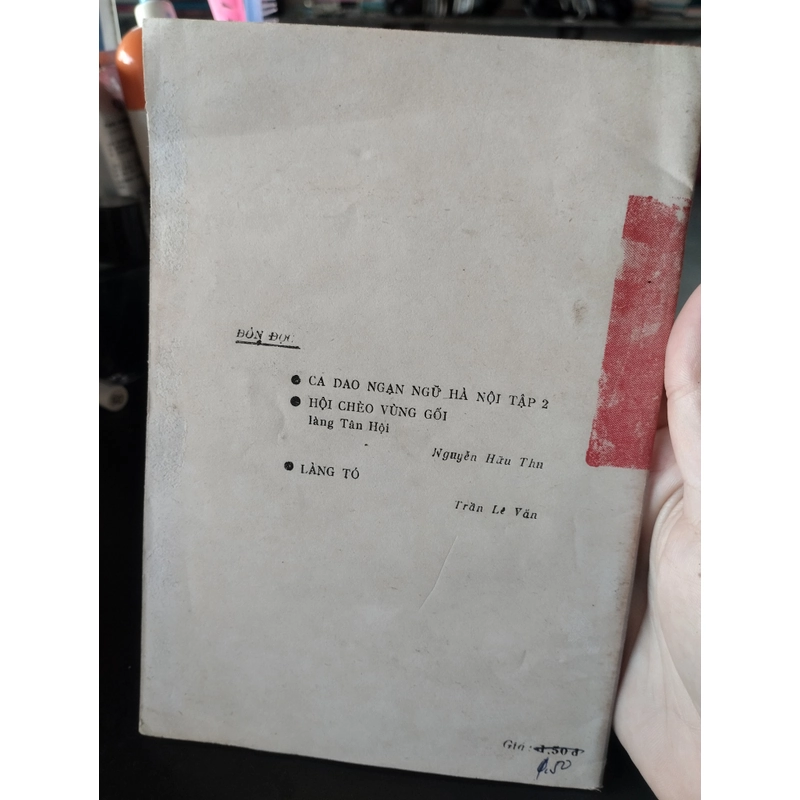 ĐÓN ĐỌC
● CA DAO NGẠN NGỮ HÀ NỘI TẬP 2
● HỘI CHÈO VÙNG GỐI
làng Tân Hội
Nguyễn Hữu Thu
● LÀNG TÓ
Trần Lê Văn
Giá: